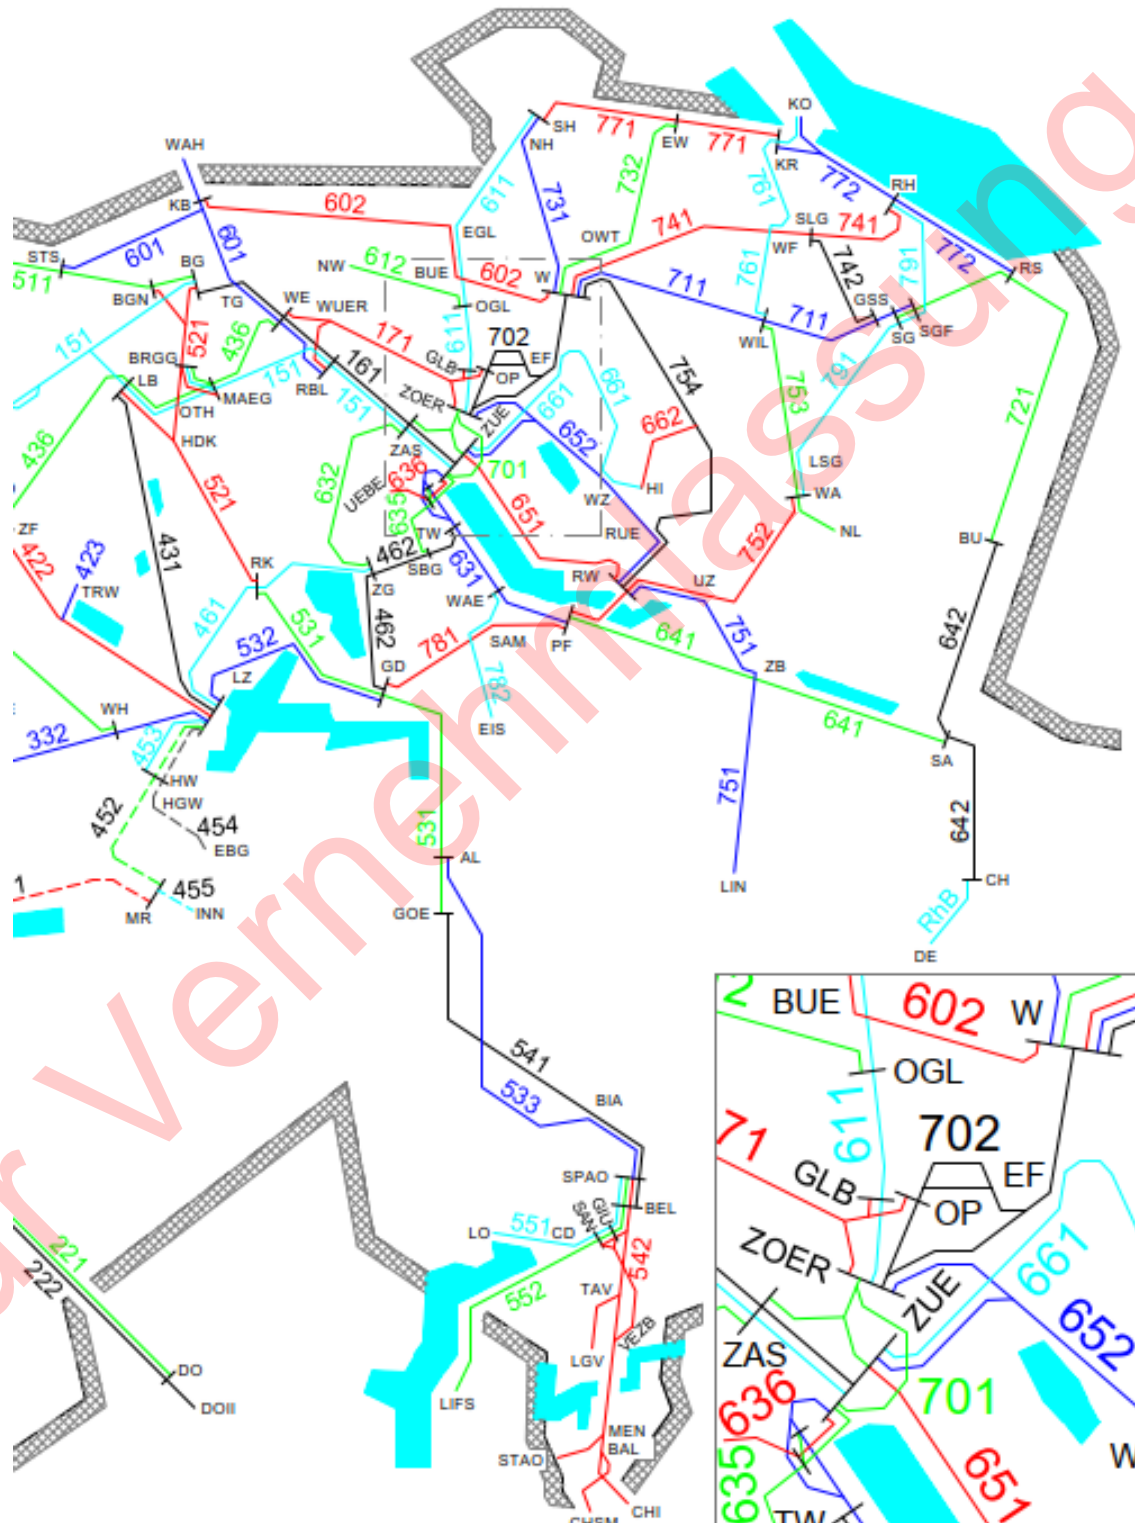 KO
SH
771
EW
771
KR
NH
WAH
732
772
RH
611
761
KB
602
731
741
SLG
741
EGL
OWT
WF
791
772
STS
601
601
BG
NW
612
BUE
602
W
761
742
RS
511
BGN
TG
WE
WUER
OGL
711
711
GSS
SGF
SG
WIL
521
436
171
611
702
151
BRGG
161
GLB
OP
EF
754
791
LB
151
RBL
151
ZOER
ZUE
661
661
753
721
OTH
MAEG
662
652
HDK
ZAS
436
632
UEBE
636
701
LSG
WZ
HI
WA
521
635
651
ZF
431
TW
RUE
752
NL
BU
422
423
RK
462
SBG
631
RW
UZ
TRW
461
ZG
WAE
642
532
531
462
781
SAM
PF
641
751
ZB
LZ
GD
782
641
WH
EIS
332
453
SA
HW
751
HGW
452
454
531
642
EBG
AL
LIN
CH
1
455
RhB
MR
INN
GOE
DE
541
533
BIA
SPAO
BEL
GIU
SAN
LO
551
CD
542
221
222
552
TAV
VEZB
LGV
DO
DOII
LIFS
MEN
STAO
BAL
CHI
CHSM
2
BUE
602
W
OGL
611
702
71
GLB
EF
OP
ZOER
661
ZUE
652
ZAS
636
701
635
651
W
TW
ar Vernehmlassung